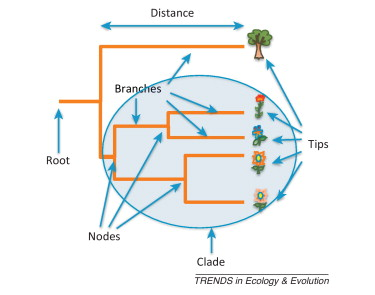 Distance
Branches
Root
Tips
Nodes
Clade
TRENDS in Ecology & Evolution